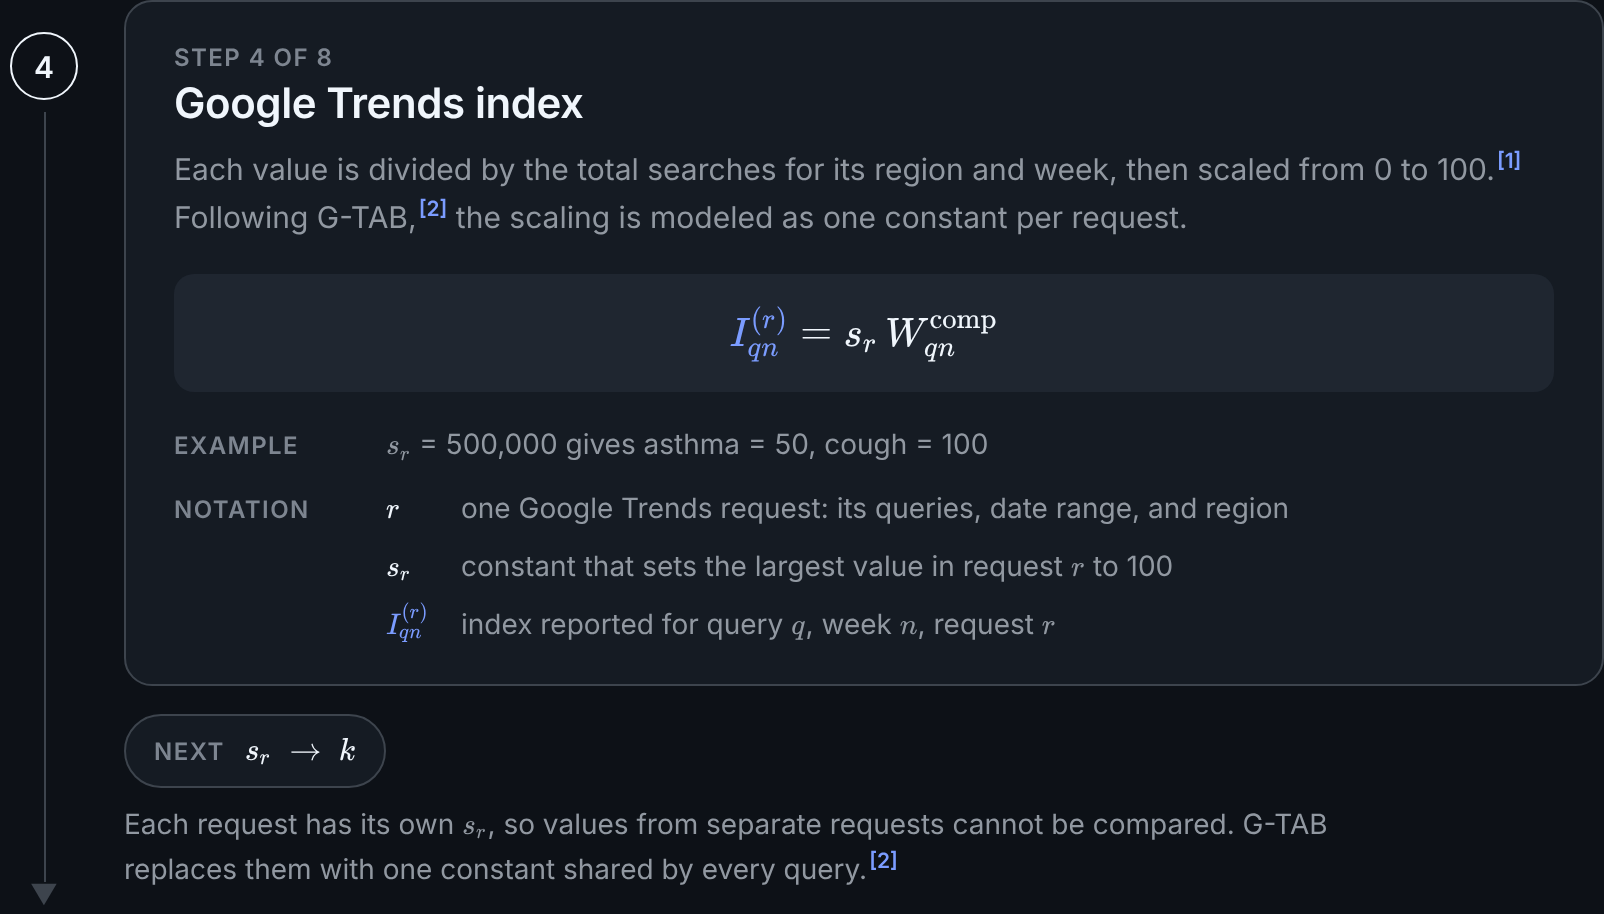 4
STEP 4 OF 8
Google Trends index
Each value is divided by the total searches for its region and week, then scaled from 0 to 100.[1]
Following G-TAB,[2] the scaling is modeled as one constant per request.
I_{qn}^{(r)} = s_r W_{qn}^{comp}
EXAMPLE s_r = 500,000 gives asthma = 50, cough = 100
NOTATION r one Google Trends request: its queries, date range, and region
s_r constant that sets the largest value in request r to 100
I_{qn}^{(r)} index reported for query q, week n, request r
NEXT s_r → k
Each request has its own s_r, so values from separate requests cannot be compared. G-TAB
replaces them with one constant shared by every query.[2]